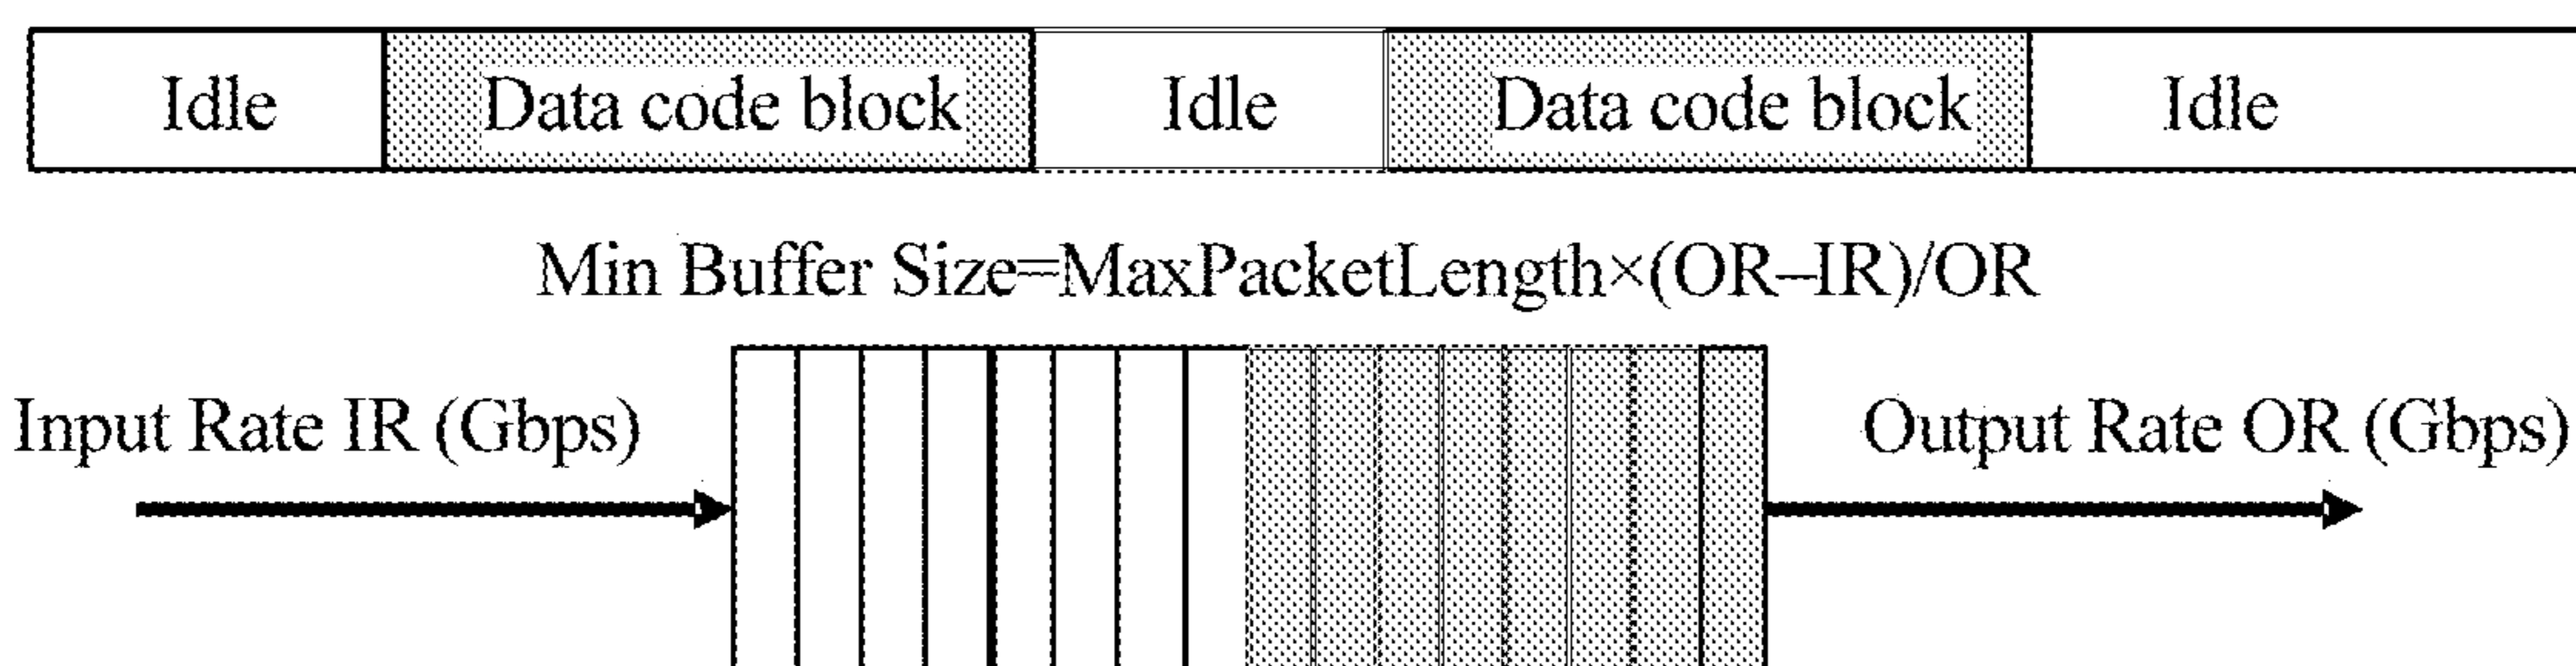 Idle Data code block Idle Data code block Idle
Min Buffer Size=MaxPacketLength×(OR–IR)/OR
Input Rate IR (Gbps) Output Rate OR (Gbps)